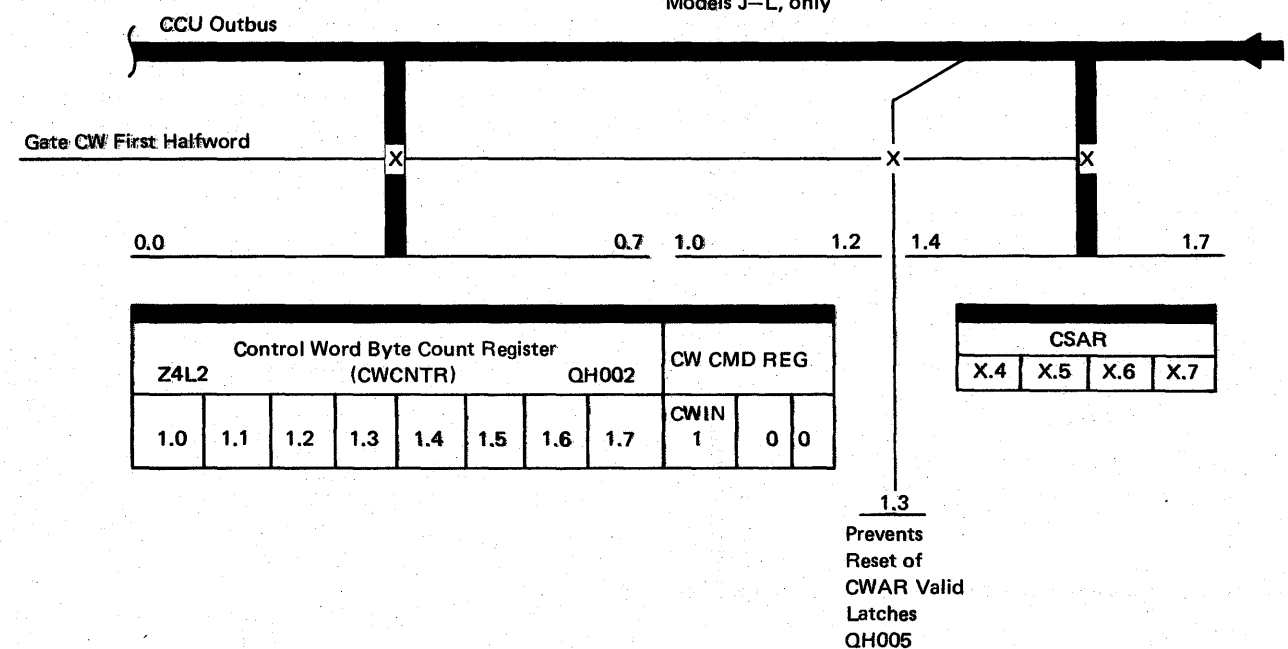 Models J–L, only
CCU Outbus
Gate CW First Halfword
X X X
0.0 0.7 1.0 1.2 1.4 1.7
Control Word Byte Count Register
Z4L2 (CWCNTR) QH002
CW CMD REG
CSAR
X.4 X.5 X.6 X.7
CWIN
1.0 1.1 1.2 1.3 1.4 1.5 1.6 1.7 1 0 0
1.3
Prevents
Reset of
CWAR Valid
Latches
QH005